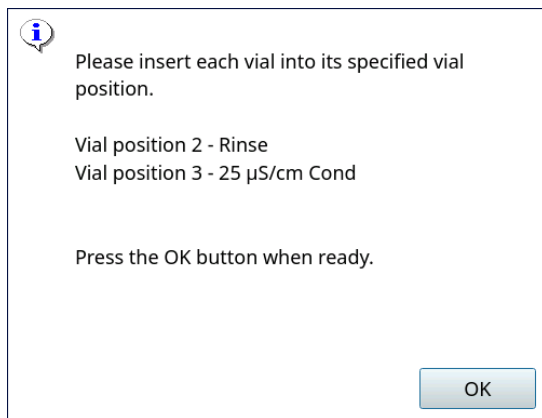 Please insert each vial into its specified vial
position.
Vial position 2 - Rinse
Vial position 3 - 25 µS/cm Cond
Press the OK button when ready.
OK